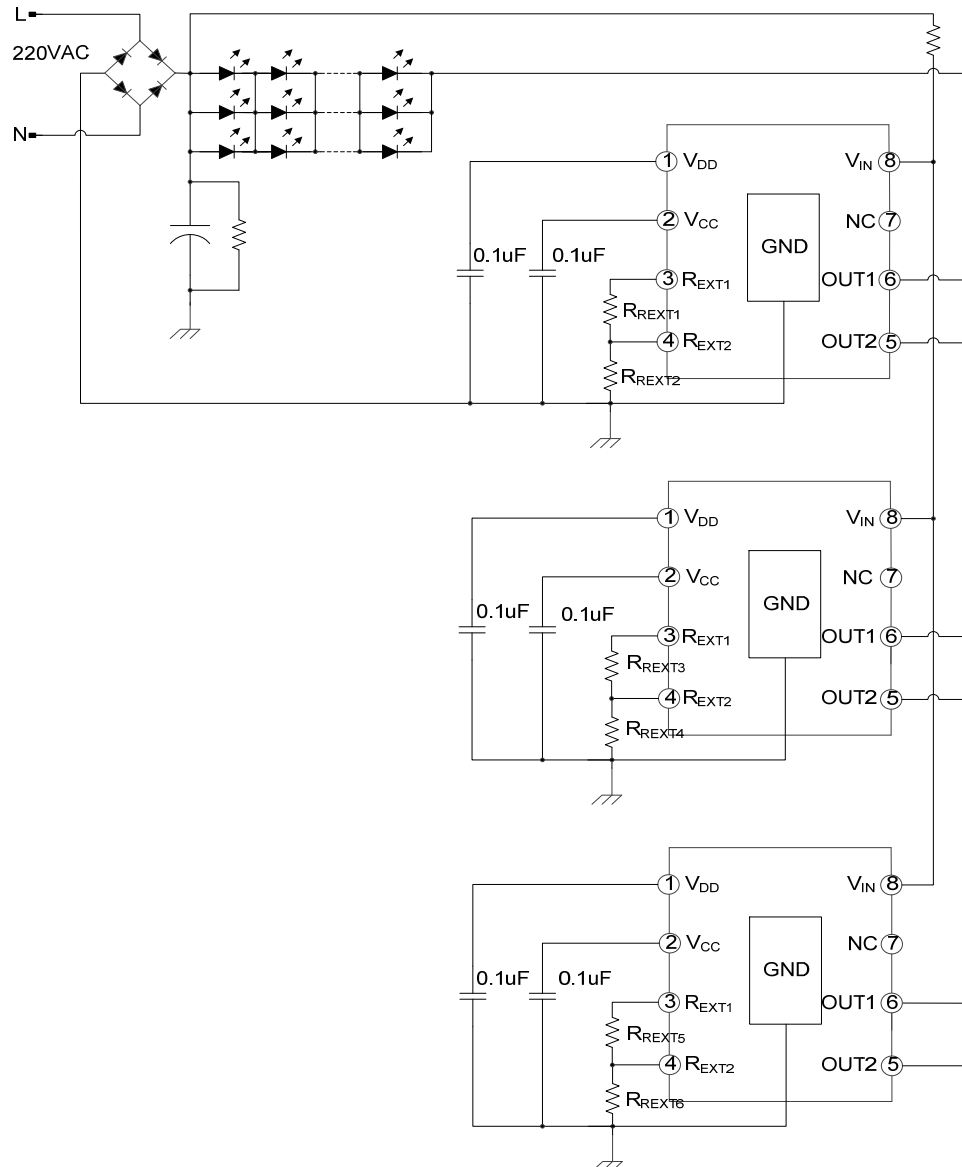 L
220VAC
N
1 VDD VIN 8
2 VCC NC 7
GND
0.1uF 0.1uF
3 REXT1 OUT1 6
RREXT1
4 REXT2 OUT2 5
RREXT2
1 VDD VIN 8
2 VCC NC 7
GND
0.1uF 0.1uF
3 REXT1 OUT1 6
RREXT3
4 REXT2 OUT2 5
RREXT4
1 VDD VIN 8
2 VCC NC 7
GND
0.1uF 0.1uF
3 REXT1 OUT1 6
RREXT5
4 REXT2 OUT2 5
RREXT6